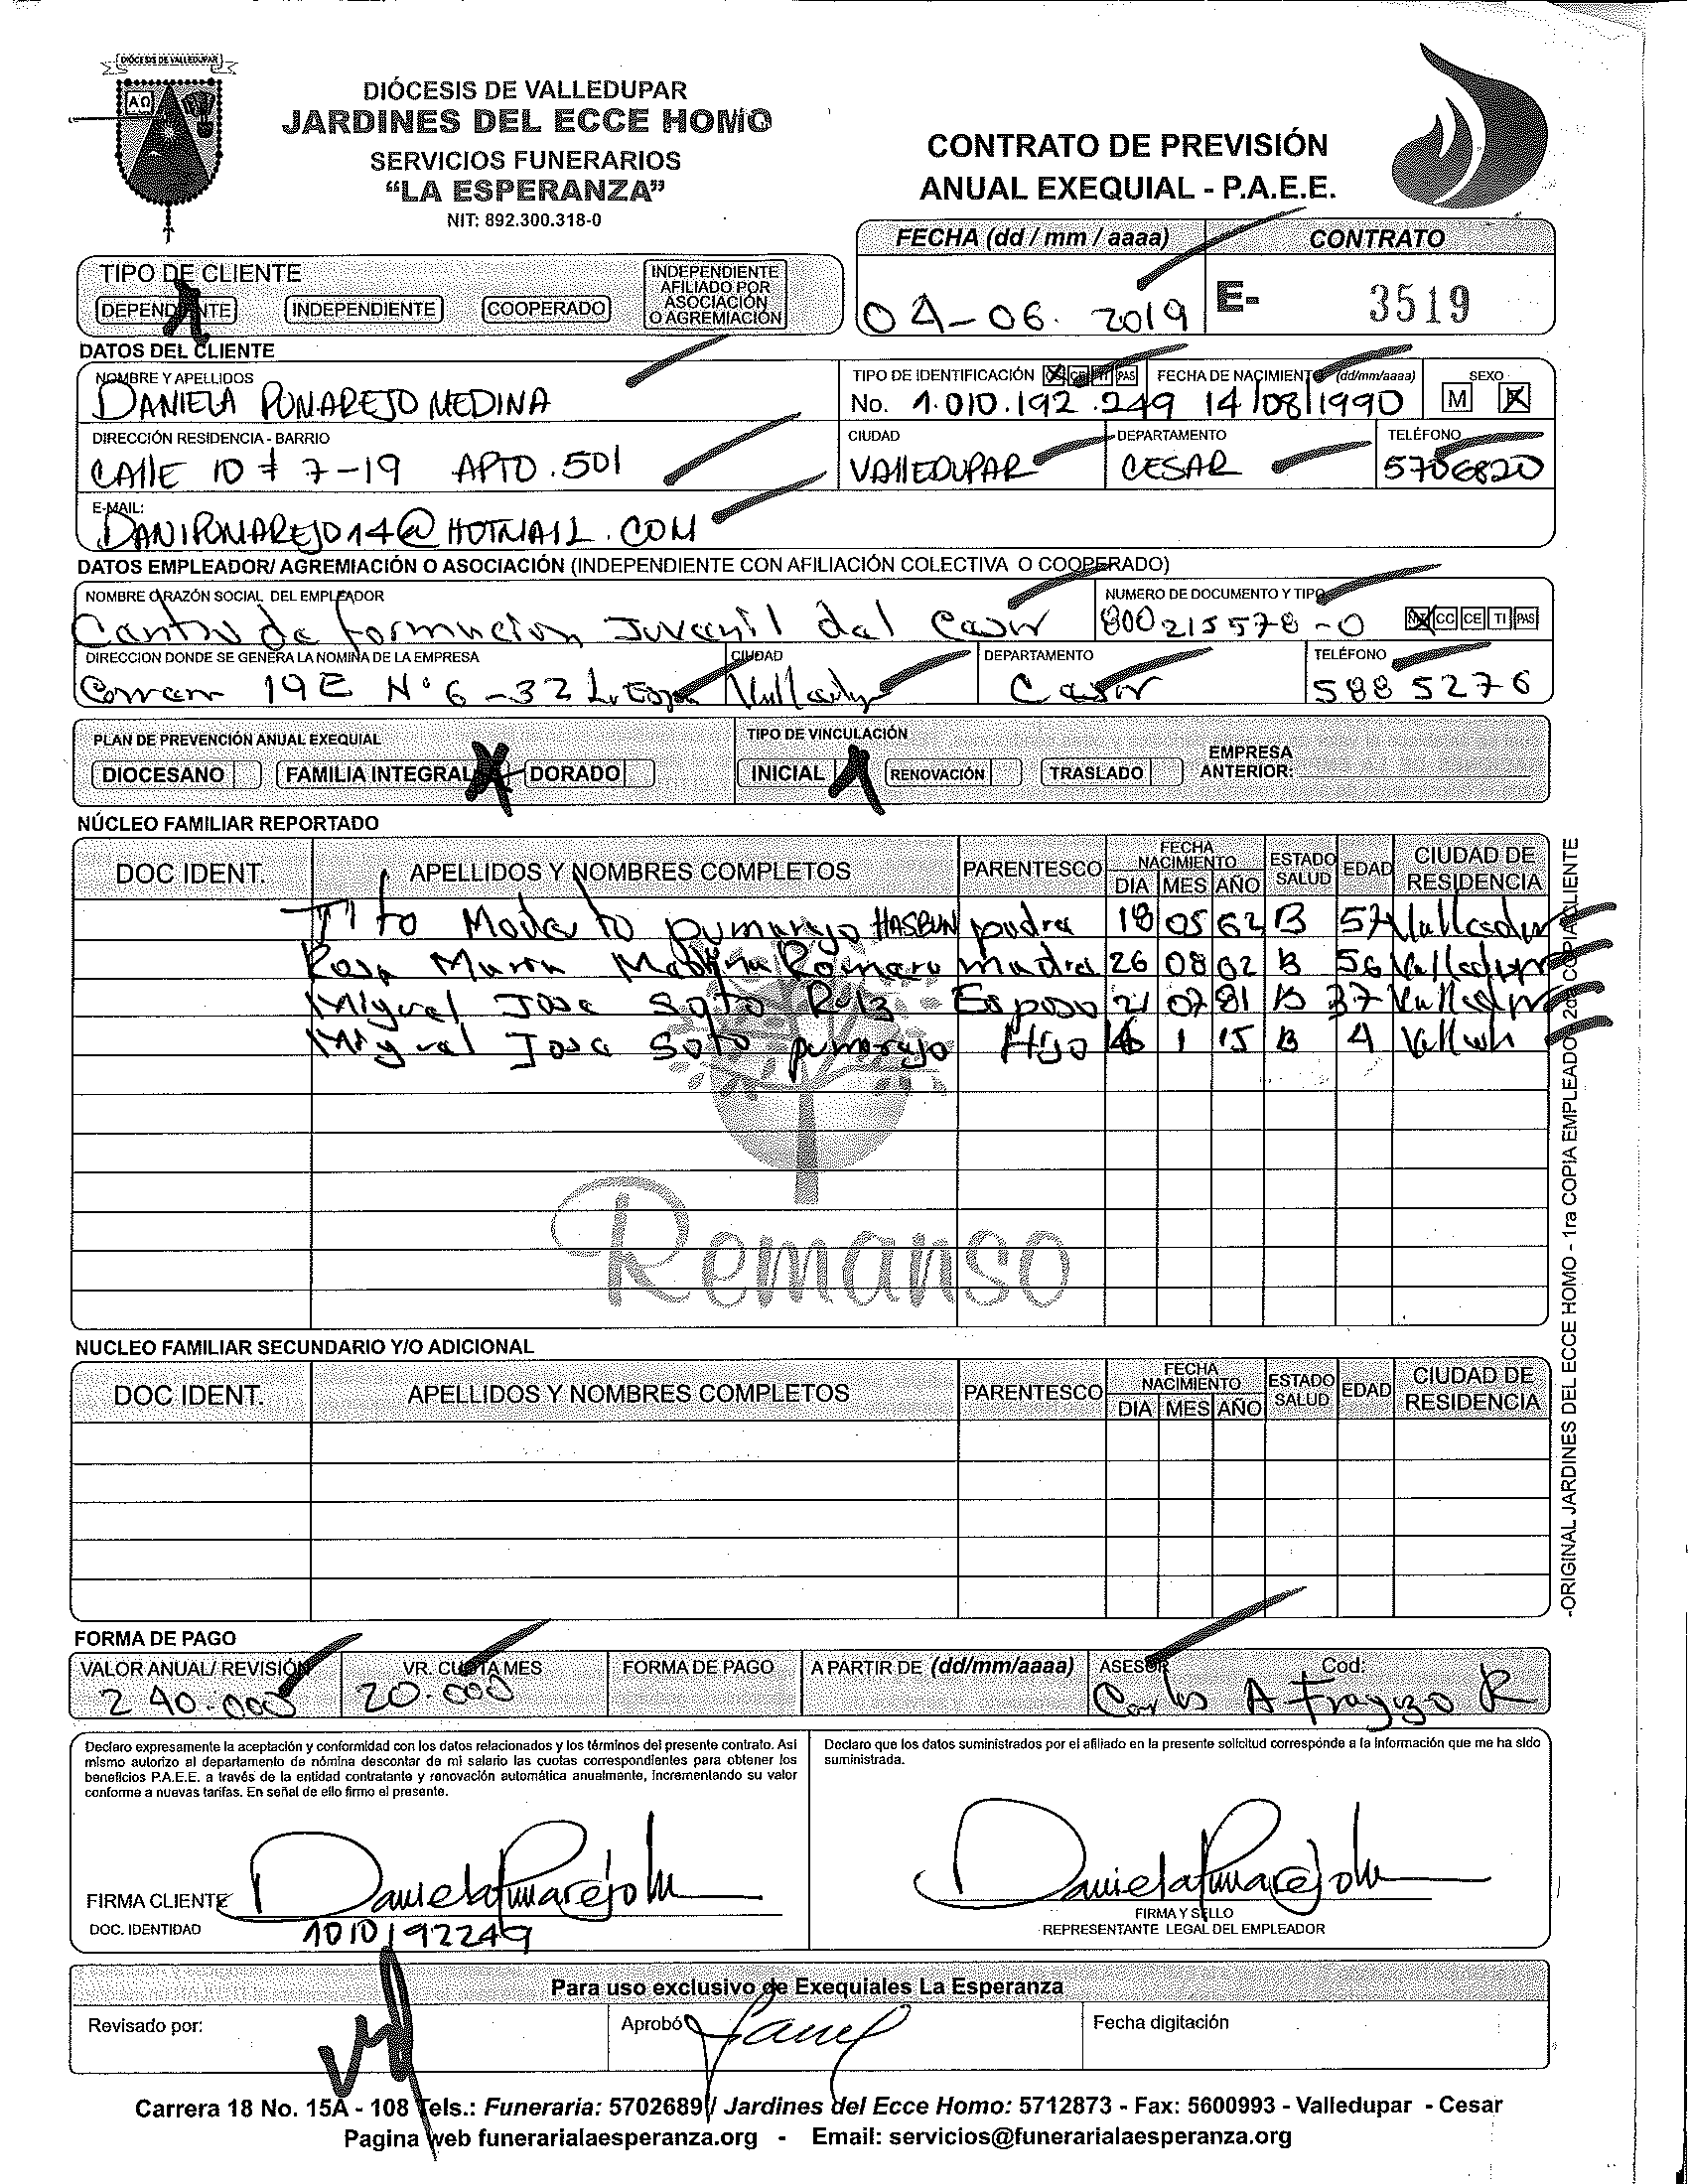 DIÓCESIS DE VALLEDUPAR
DIÓCESIS DE VALLEDUPAR
JARDINES DEL ECCE HOMO
SERVICIOS FUNERARIOS
“LA ESPERANZA”
NIT: 892.300.318-0
CONTRATO DE PREVISIÓN
ANUAL EXEQUIAL - P.A.E.E.
FECHA (dd / mm / aaaa) CONTRATO
04-06. 2019 E- 3519
TIPO DE CLIENTE
DEPENDIENTE INDEPENDIENTE COOPERADO INDEPENDIENTE AFILIADO POR ASOCIACIÓN O AGREMIACIÓN
DATOS DEL CLIENTE
NOMBRE Y APELLIDOS TIPO DE IDENTIFICACIÓN CE TI PAS FECHA DE NACIMIENTO (dd/mm/aaaa) SEXO
DANIELA PUMAREJO MEDINA No. 1.010.192.249 14/08/1990 M F
DIRECCIÓN RESIDENCIA - BARRIO CIUDAD DEPARTAMENTO TELÉFONO
CAllE 10 # 7-19 APTO.501 VAllEDUPAR CESAR 5706820
E-MAIL:
DANIPUMAREJO14@HOTMAIL.COM
DATOS EMPLEADOR/ AGREMIACIÓN O ASOCIACIÓN (INDEPENDIENTE CON AFILIACIÓN COLECTIVA O COOPERADO)
NOMBRE O RAZÓN SOCIAL DEL EMPLEADOR NUMERO DE DOCUMENTO Y TIPO
Centro de formacion Juvenil del Cesar 800215578-0 CC CE TI PAS
DIRECCION DONDE SE GENERA LA NOMINA DE LA EMPRESA CIUDAD DEPARTAMENTO TELÉFONO
Carrera 19E N° 6-32 Valledupar Cesar 5885276
PLAN DE PREVENCIÓN ANUAL EXEQUIAL TIPO DE VINCULACIÓN
DIOCESANO FAMILIA INTEGRAL X DORADO INICIAL RENOVACIÓN TRASLADO EMPRESA ANTERIOR:
NÚCLEO FAMILIAR REPORTADO
DOC IDENT. APELLIDOS Y NOMBRES COMPLETOS PARENTESCO FECHA NACIMIENTO DIA MES AÑO ESTADO SALUD EDAD CIUDAD DE RESIDENCIA
Tito Modesto pumarejo HASBUN padre 18 05 62 B 57 Valledupar
Rosa Maria Medina Romero madre 26 08 62 B 56 Valledupar
Miguel Jose Soto Ruiz Esposo 21 07 81 B 37 Valledupar
Miguel Jose Soto pumarejo Hijo 1 15 B 4
Remanso
NUCLEO FAMILIAR SECUNDARIO Y/O ADICIONAL
DOC IDENT. APELLIDOS Y NOMBRES COMPLETOS PARENTESCO FECHA NACIMIENTO DIA MES AÑO ESTADO SALUD EDAD CIUDAD DE RESIDENCIA
-ORIGINAL JARDINES DEL ECCE HOMO - 1ra COPIA EMPLEADO 2da COPIA CLIENTE
FORMA DE PAGO
VALOR ANUAL/ REVISIÓN VR. CUOTA MES FORMA DE PAGO A PARTIR DE (dd/mm/aaaa) ASESOR Cod:
240.000 20.000 Carlos A R
Declaro expresamente la aceptación y conformidad con los datos relacionados y los términos del presente contrato. Asi
mismo autorizo al departamento de nómina descontar de mi salario las cuotas correspondientes para obtener los
beneficios P.A.E.E. a través de la entidad contratante y renovación automática anualmente, incrementando su valor
conforme a nuevas tarifas. En señal de ello firmo el presente.
Declaro que los datos suministrados por el afiliado en la presente solicitud corresponde a la información que me ha sido
suministrada.
Daniela Pumarejo M
FIRMA CLIENTE
DOC. IDENTIDAD 1010192249
Daniela Pumarejo M
FIRMA Y SELLO
REPRESENTANTE LEGAL DEL EMPLEADOR
Para uso exclusivo de Exequiales La Esperanza
Revisado por: Aprobó Fecha digitación
Carrera 18 No. 15A - 108 Tels.: Funeraria: 5702689 / Jardines del Ecce Homo: 5712873 - Fax: 5600993 - Valledupar - Cesar
Pagina web funerarialaesperanza.org - Email: servicios@funerarialaesperanza.org